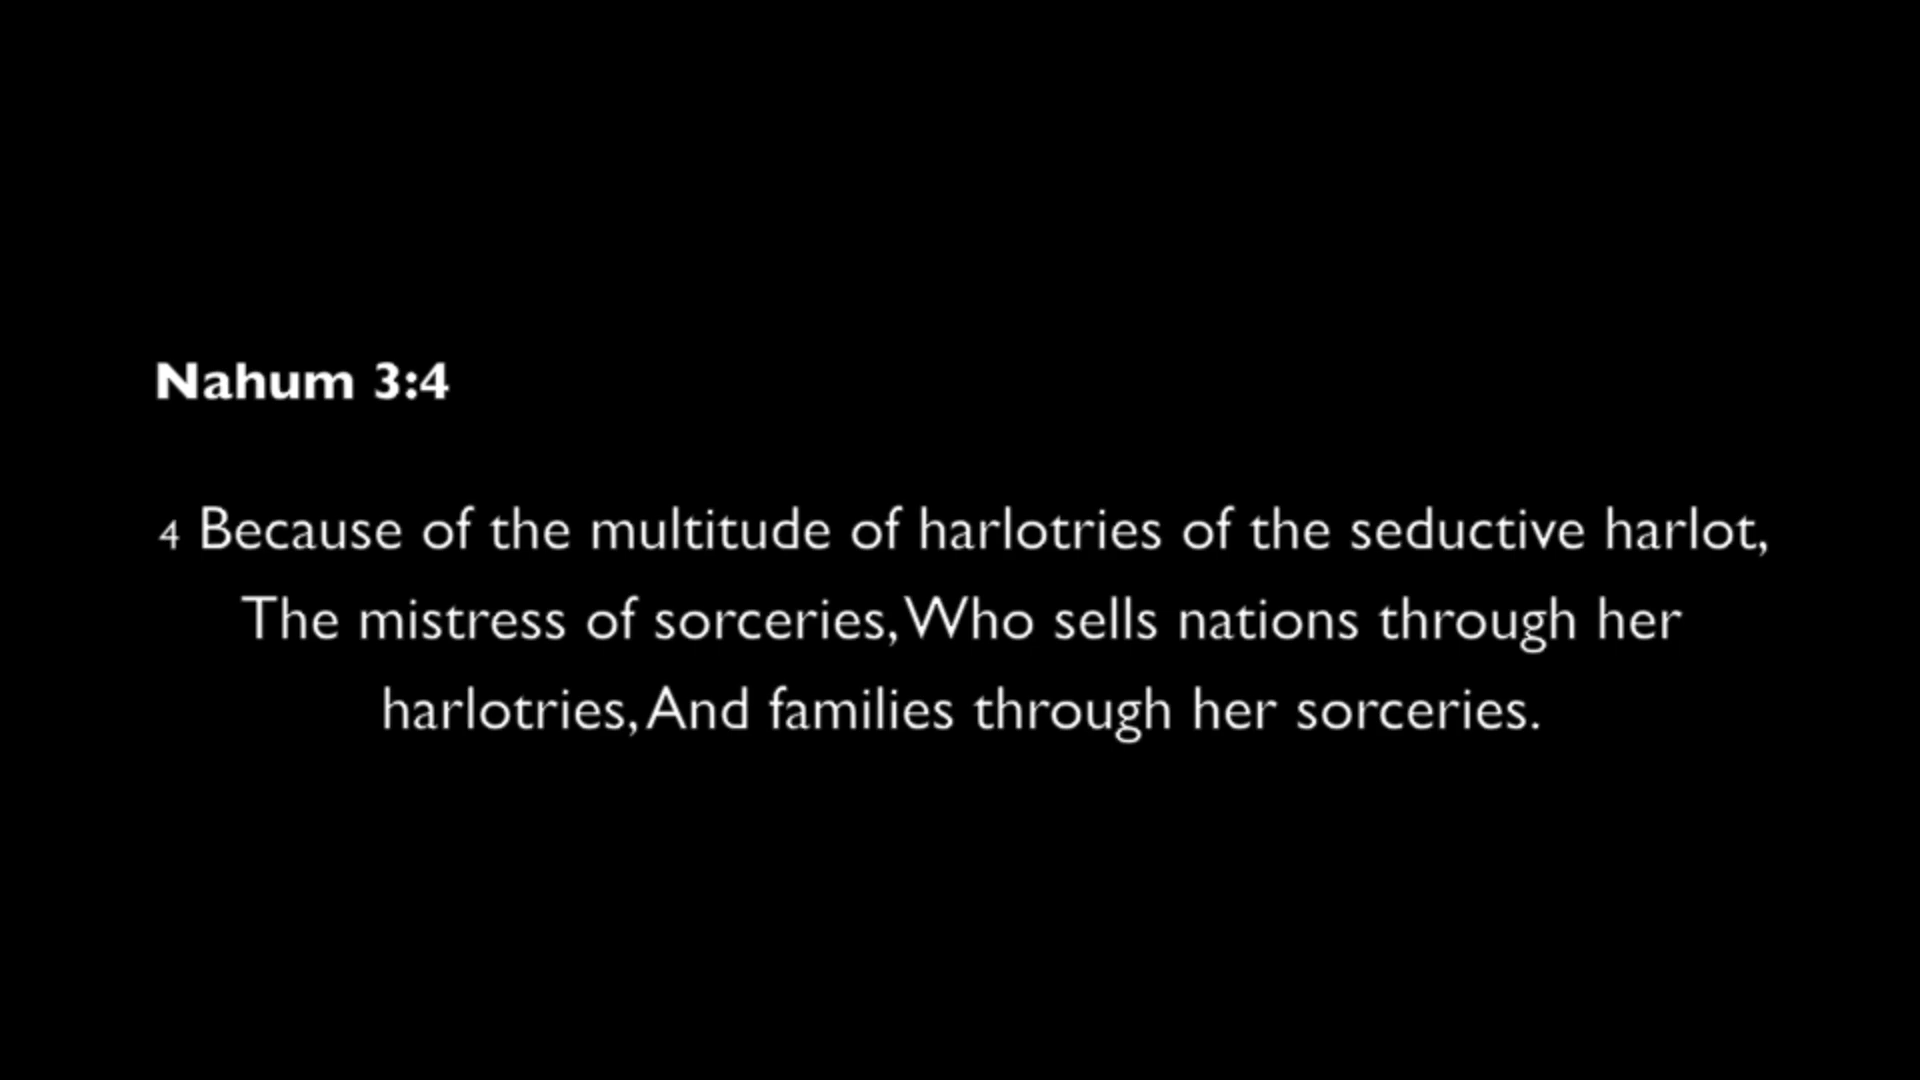 Nahum 3:4
4 Because of the multitude of harlotries of the seductive harlot,
The mistress of sorceries, Who sells nations through her
harlotries, And families through her sorceries.